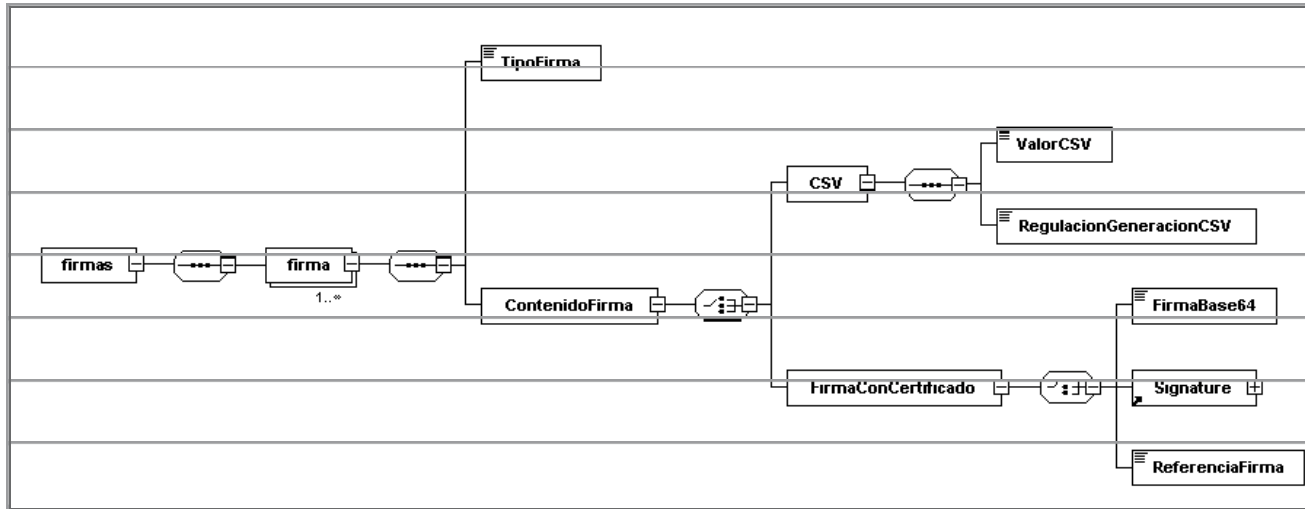 TipoFirma
ValorCSV
CSV
RegulacionGeneracionCSV
firmas
firma
1..∞
ContenidoFirma
FirmaBase64
FirmaConCertificado
Signature
ReferenciaFirma